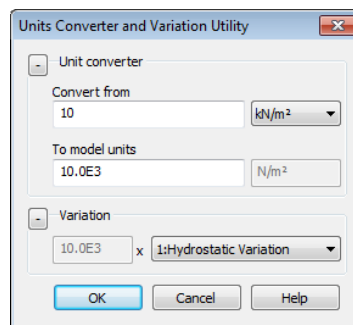 Units Converter and Variation Utility
- Unit converter
Convert from
10 kN/m²
To model units
10.0E3 N/m²
- Variation
10.0E3 x 1:Hydrostatic Variation
OK Cancel Help